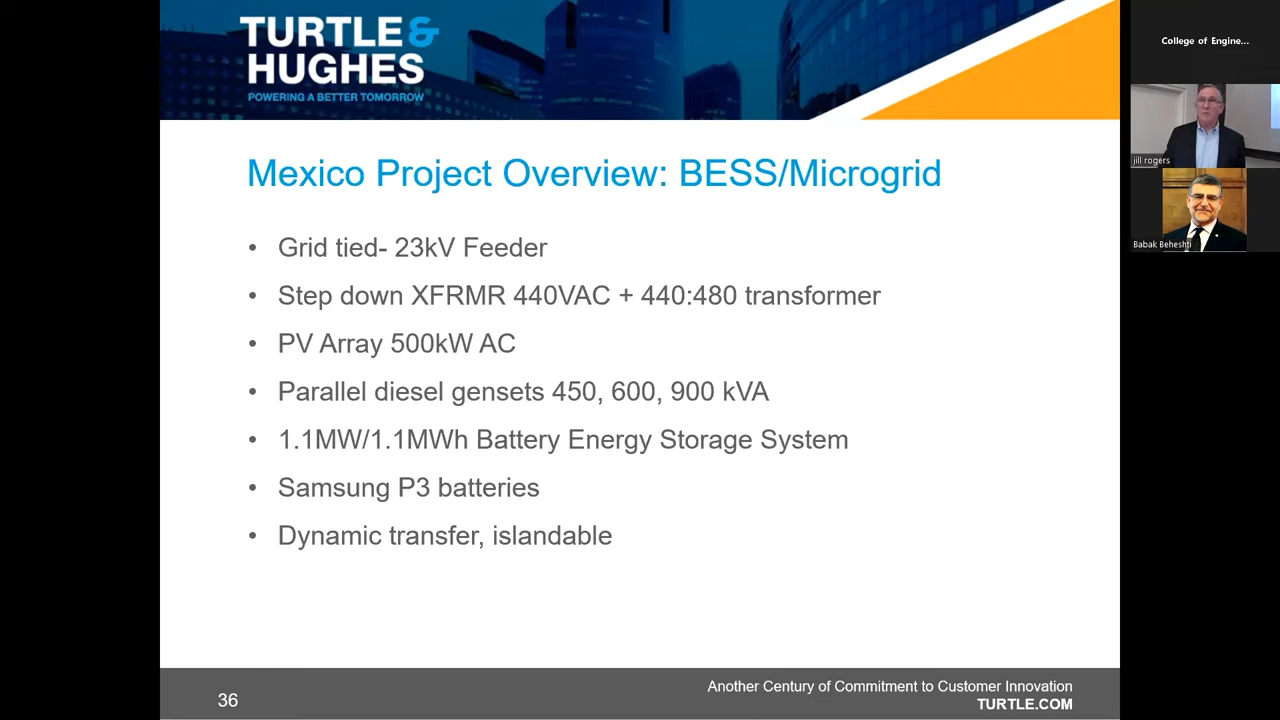 TURTLE &
HUGHES
POWERING A BETTER TOMORROW
Mexico Project Overview: BESS/Microgrid
• Grid tied- 23kV Feeder
• Step down XFRMR 440VAC + 440:480 transformer
• PV Array 500kW AC
• Parallel diesel gensets 450, 600, 900 kVA
• 1.1MW/1.1MWh Battery Energy Storage System
• Samsung P3 batteries
• Dynamic transfer, islandable
36
Another Century of Commitment to Customer Innovation
TURTLE.COM
College of Engine...
jill rogers
Babak Beheshti